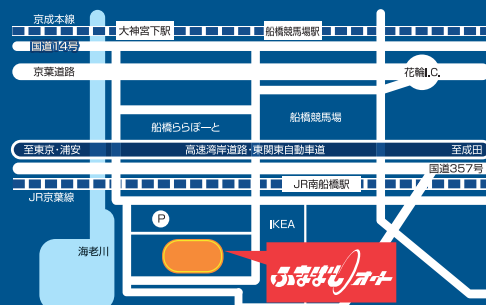 京成本線
大神宮下駅
船橋競馬場駅
国道14号
京葉道路
花輪I.C.
船橋ららぽーと
船橋競馬場
至東京・浦安
高速湾岸道路・東関東自動車道
至成田
国道357号
JR京葉線
JR南船橋駅
P
IKEA
海老川
ふなばしオート